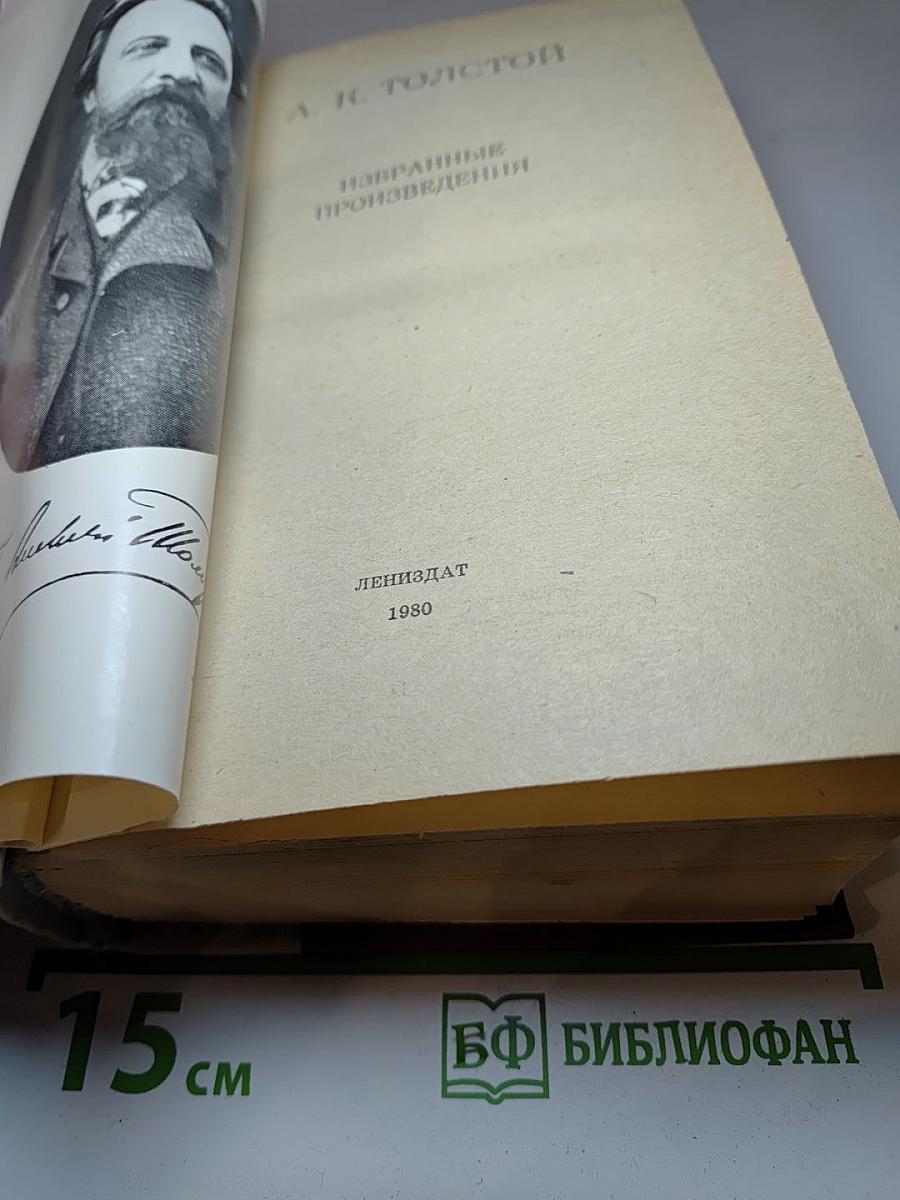 А. К. ТОЛСТОЙ
ИЗБРАННЫЕ
ПРОИЗВЕДЕНИЯ
ЛЕНИЗДАТ
1980
15 см
БФ БИБЛИОФАН